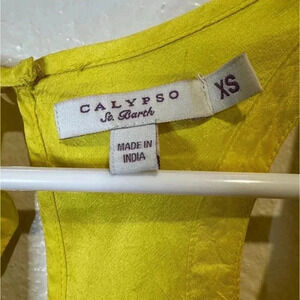 CALYPSO
St. Barth
XS
MADE IN
INDIA